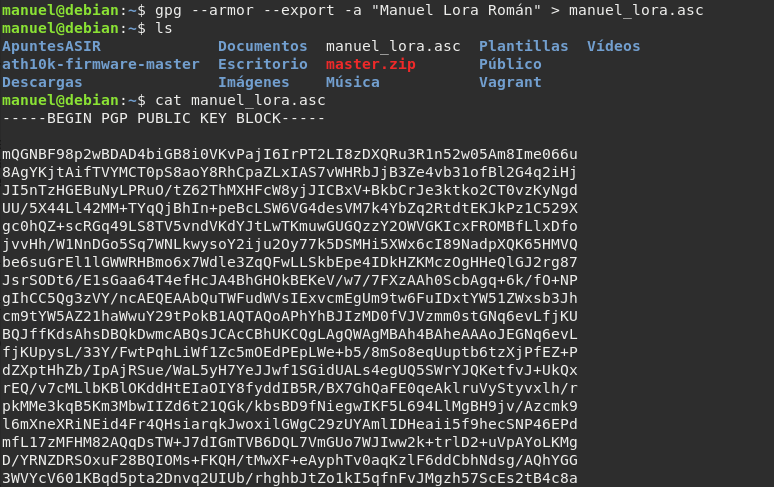 manuel@debian:~$ gpg --armor --export -a "Manuel Lora Román" > manuel_lora.asc
manuel@debian:~$ ls
ApuntesASIR Documentos manuel_lora.asc Plantillas Vídeos
ath10k-firmware-master Escritorio master.zip Público
Descargas Imágenes Música Vagrant
manuel@debian:~$ cat manuel_lora.asc
-----BEGIN PGP PUBLIC KEY BLOCK-----
mQGNBF98p2wBDAD4biGB8i0VKvPajI6IrPT2LI8zDXQRu3R1n52w05Am8Ime066u
8AgYKjtAifTVYMCT0pS8aoY8RhCpaZLxIAS7vWHRbJjB3Ze4vb31ofBl2G4q2iHj
JI5nTzHGEBuNyLPRuO/tZ62ThMXHFcW8yjJICBxV+BkbCrJe3ktko2CT0vzKyNgd
UU/5X44Ll42MM+TYqQjBhIn+peBcLSW6VG4desVM7k4YbZq2RtdtEKJkPz1C529X
gc0hQZ+scRGq49LS8TV5vndVKdYJtLwTKmuwGUGQzzY2OWVGKIcxFROMBfLlxDfo
jvvHh/W1NnDGo5Sq7WNLkwysoY2iju2Oy77k5DSMHi5XWx6cI89NadpXQK65HMVQ
be6suGrEl1lGWWRHBmo6x7Wdle3ZqQFwLLSkbEpe4IDkHZKMczOgHHeQlGJ2rg87
JsrSODt6/E1sGaa64T4efHcJA4BhGHOkBEKeV/w7/7FXzAAh0ScbAgq+6k/fO+NP
gIhCC5Qg3zVY/ncAEQEAAbQuTWFudWVsIExvcmEgUm9tw6FuIDxtYW51ZWxsb3Jh
cm9tYW5AZ21haWwuY29tPokB1AQTAQoAPhYhBJIzMD0fVJVzmm0stGNq6evLfjKU
BQJffKdsAhsDBQkDwmcABQsJCAcCBhUKCQgLAgQWAgMBAh4BAheAAAoJEGNq6evL
fjKUpysL/33Y/FwtPqhLiWf1Zc5mOEdPEpLWe+b5/8mSo8eqUuptb6tzXjPfEZ+P
dZXptHhZb/IpAjRSue/WaL5yH7YeJJwf1SGidUALs4egUQ5SWrYJQKetfvJ+UkQx
rEQ/v7cMLlbKBlOKddHtEIaOIY8fyddIB5R/BX7GhQaFE0qeAklruVyStyvxlh/r
pkMMe3kqB5Km3MbwIIZd6t21QGk/kbsBD9fNiegwIKF5L694LlMgBH9jv/Azcmk9
l6mXneXRiNEid4Fr4QHsiarqkJwoxilGWgC29zUYAmlIDHeaii5f9hecSNP46EPd
mfL17zMFHM82AQqDsTW+J7dIGmTVB6DQL7VmGUo7WJIww2k+trlD2+uVpAYoLKMg
D/YRNZDRSOxuF28BQIOMs+FKQH/tMwXF+eAyphTv0aqKzlF6ddCbhNdsg/AQhYGG
3WVYcV601KBqd5pta2Dnvq2UIUb/rhghbJtZo1kI5qfnFvJMgzh57ScEs2tB4c8a